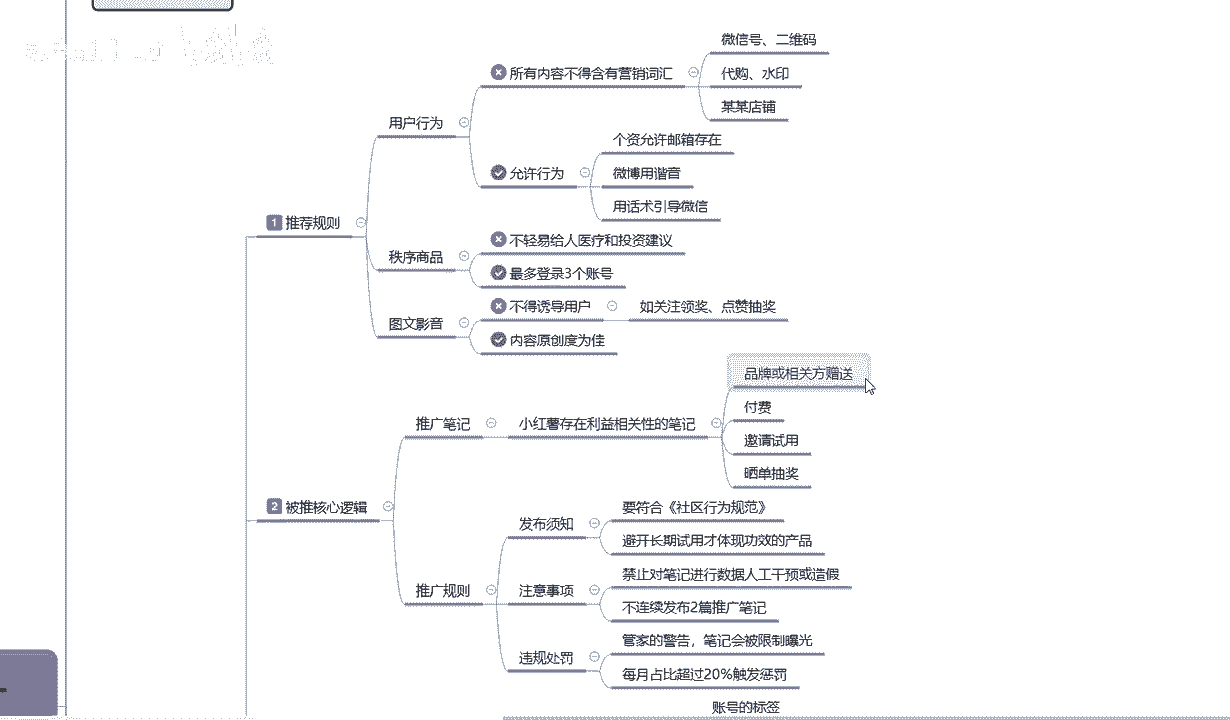 1 推荐规则
用户行为
所有内容不得含有营销词汇
微信号、二维码
代购、水印
某某店铺
允许行为
个资允许邮箱存在
微博用谐音
用话术引导微信
秩序商品
不轻易给人医疗和投资建议
最多登录3个账号
图文影音
不得诱导用户
如关注领奖、点赞抽奖
内容原创度为佳
2 被推核心逻辑
推广笔记
小红薯存在利益相关性的笔记
品牌或相关方赠送
付费
邀请试用
晒单抽奖
推广规则
发布须知
要符合《社区行为规范》
避开长期试用才体现功效的产品
注意事项
禁止对笔记进行数据人工干预或造假
不连续发布2篇推广笔记
违规处罚
管家的警告，笔记会被限制曝光
每月占比超过20%触发惩罚
账号的标签